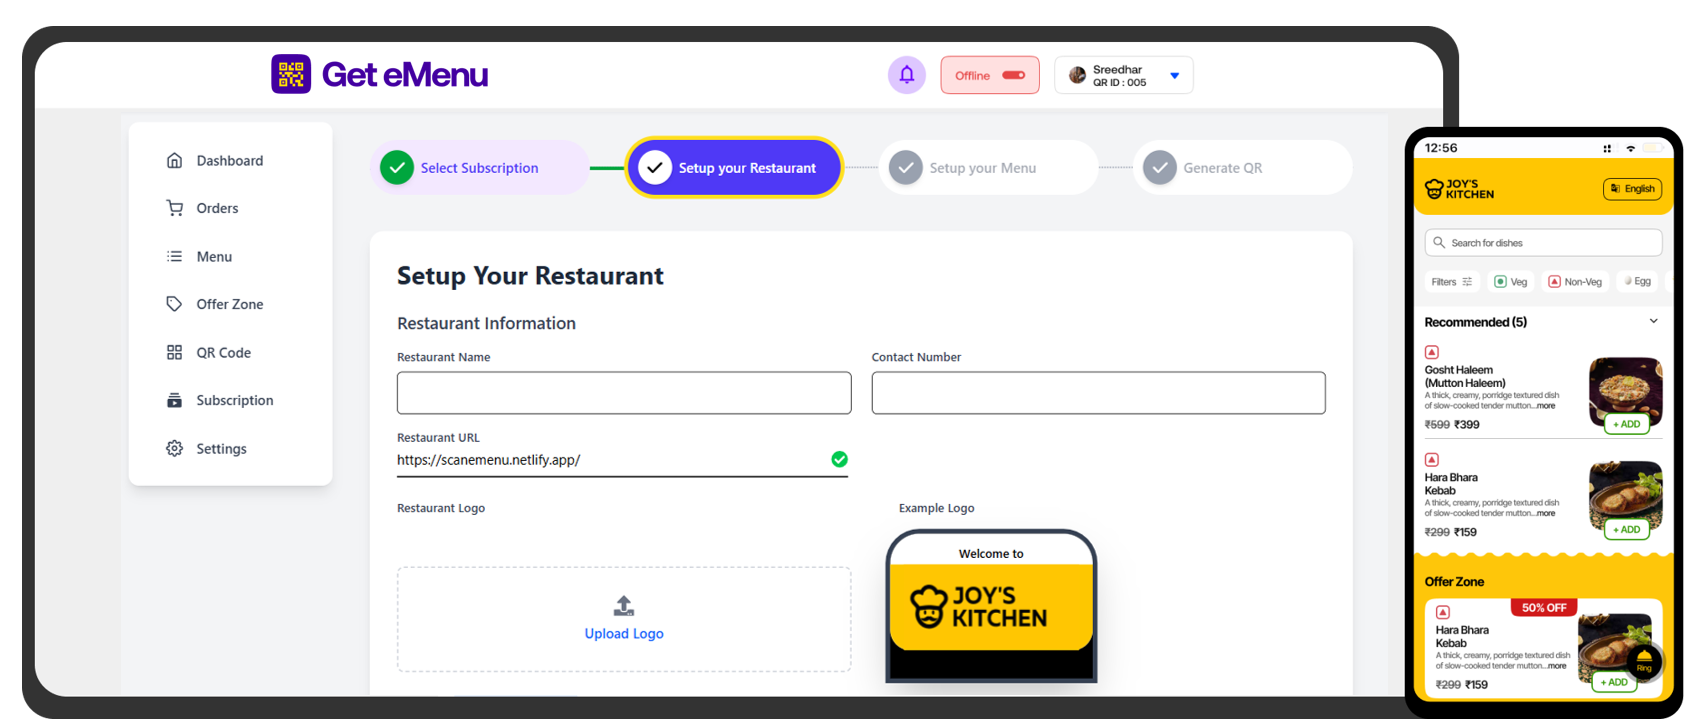 Get eMenu
Offline
Sreedhar
QR ID : 005
Dashboard
Orders
Menu
Offer Zone
QR Code
Subscription
Settings
Select Subscription
Setup your Restaurant
Setup your Menu
Generate QR
Setup Your Restaurant
Restaurant Information
Restaurant Name
Contact Number
Restaurant URL
https://scanemenu.netlify.app/
Restaurant Logo
Example Logo
Upload Logo
Welcome to
JOY'S
KITCHEN
12:56
JOY'S
KITCHEN
English
Search for dishes
Filters
Veg
Non-Veg
Egg
Recommended (5)
Gosht Haleem
(Mutton Haleem)
A thick, creamy, porridge textured dish
of slow-cooked tender mutton...more
₹599 ₹399
+ ADD
Hara Bhara
Kebab
A thick, creamy, porridge textured dish
of slow-cooked tender mutton...more
₹299 ₹159
+ ADD
Offer Zone
50% OFF
Hara Bhara
Kebab
A thick, creamy, porridge textured dish
of slow-cooked tender mutton...more
₹299 ₹159
+ ADD
Ring